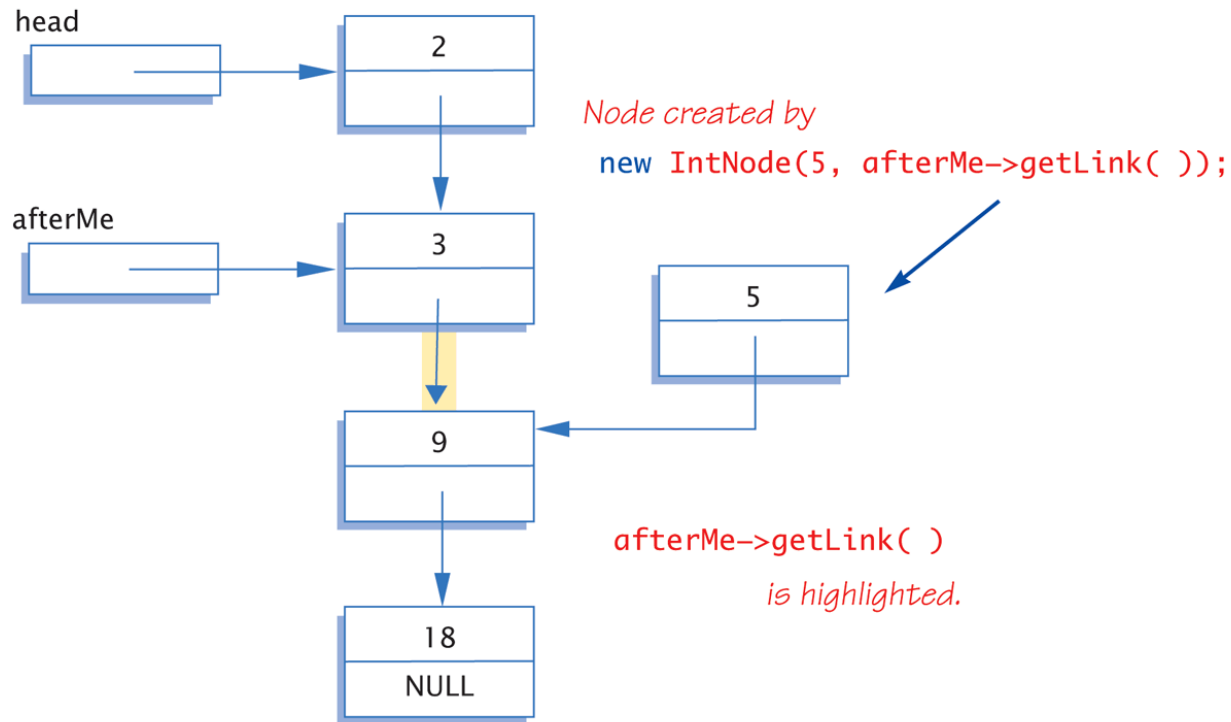 head
2
Node created by
new IntNode(5, afterMe->getLink( ));
afterMe
3
5
9
afterMe->getLink( )
is highlighted.
18
NULL